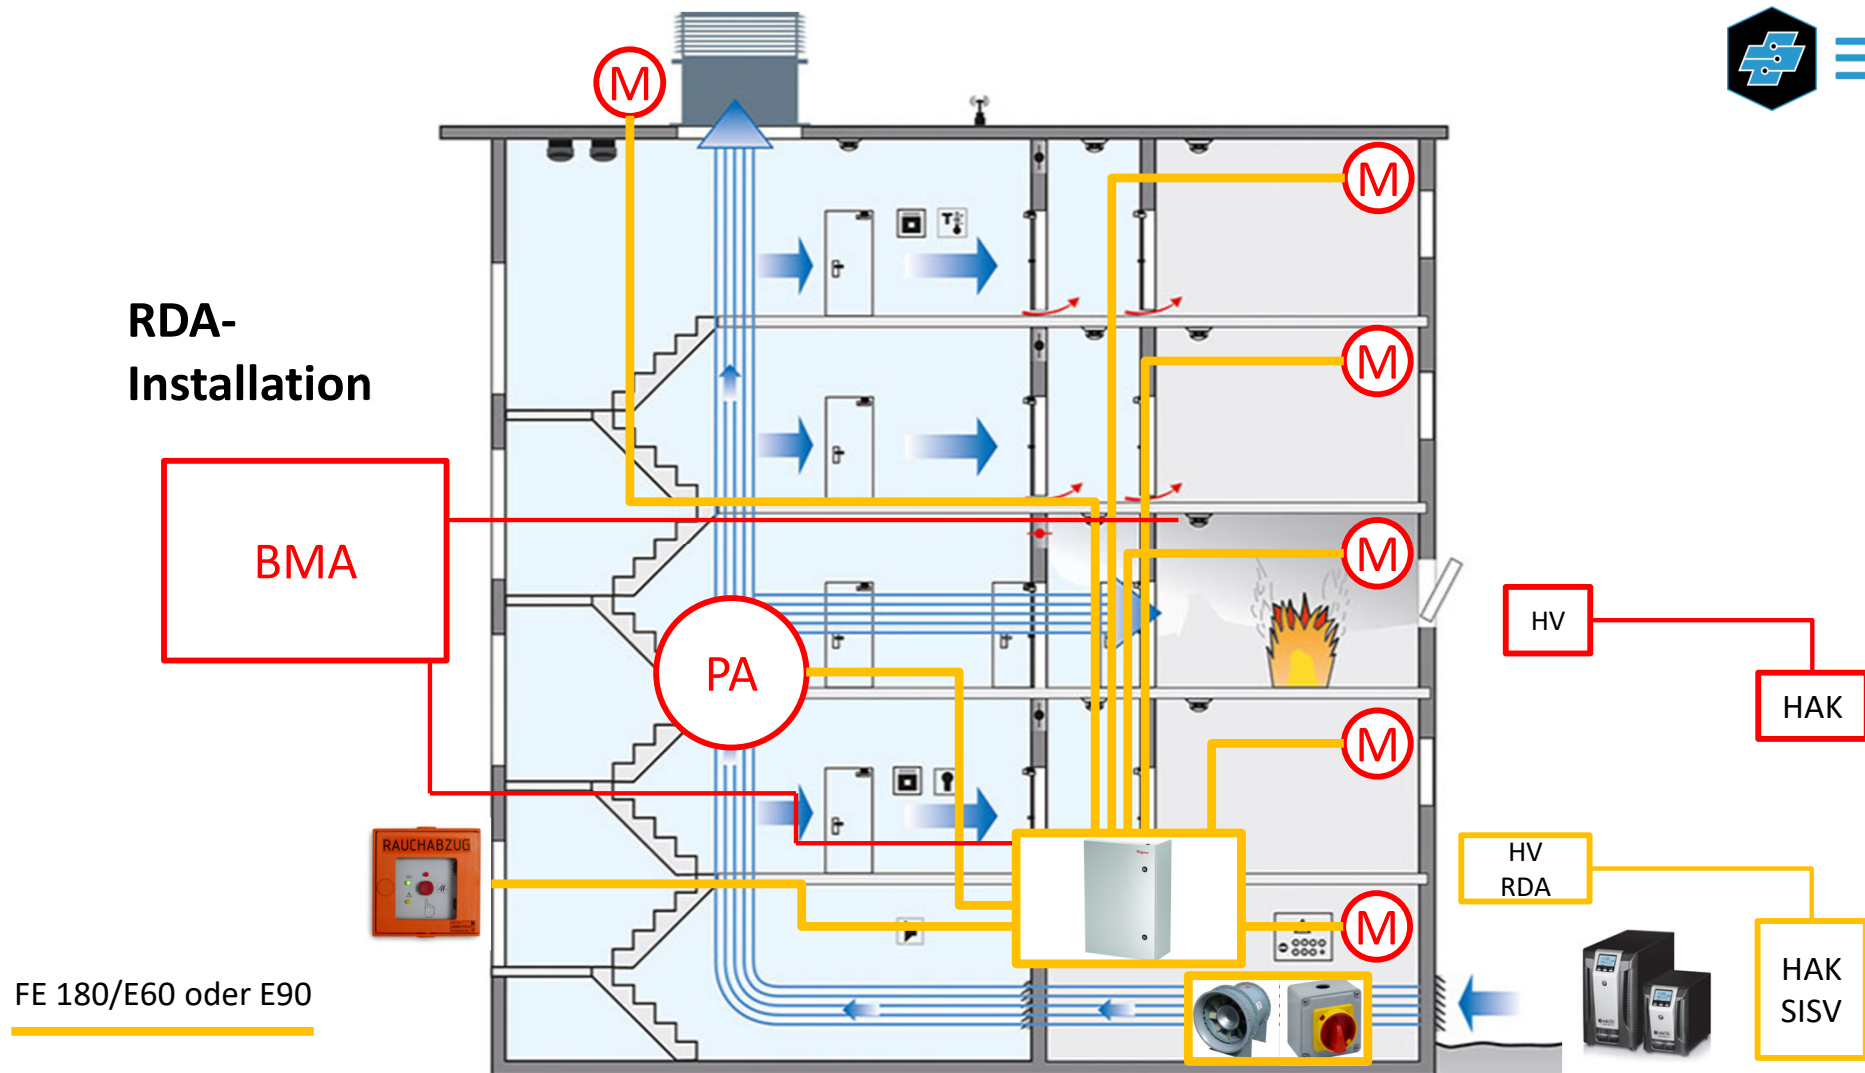 M
M
RDA-
Installation
M
BMA
M
HV
PA
HAK
M
RAUCHABZUG
HV
RDA
M
HAK
SISV
FE 180/E60 oder E90